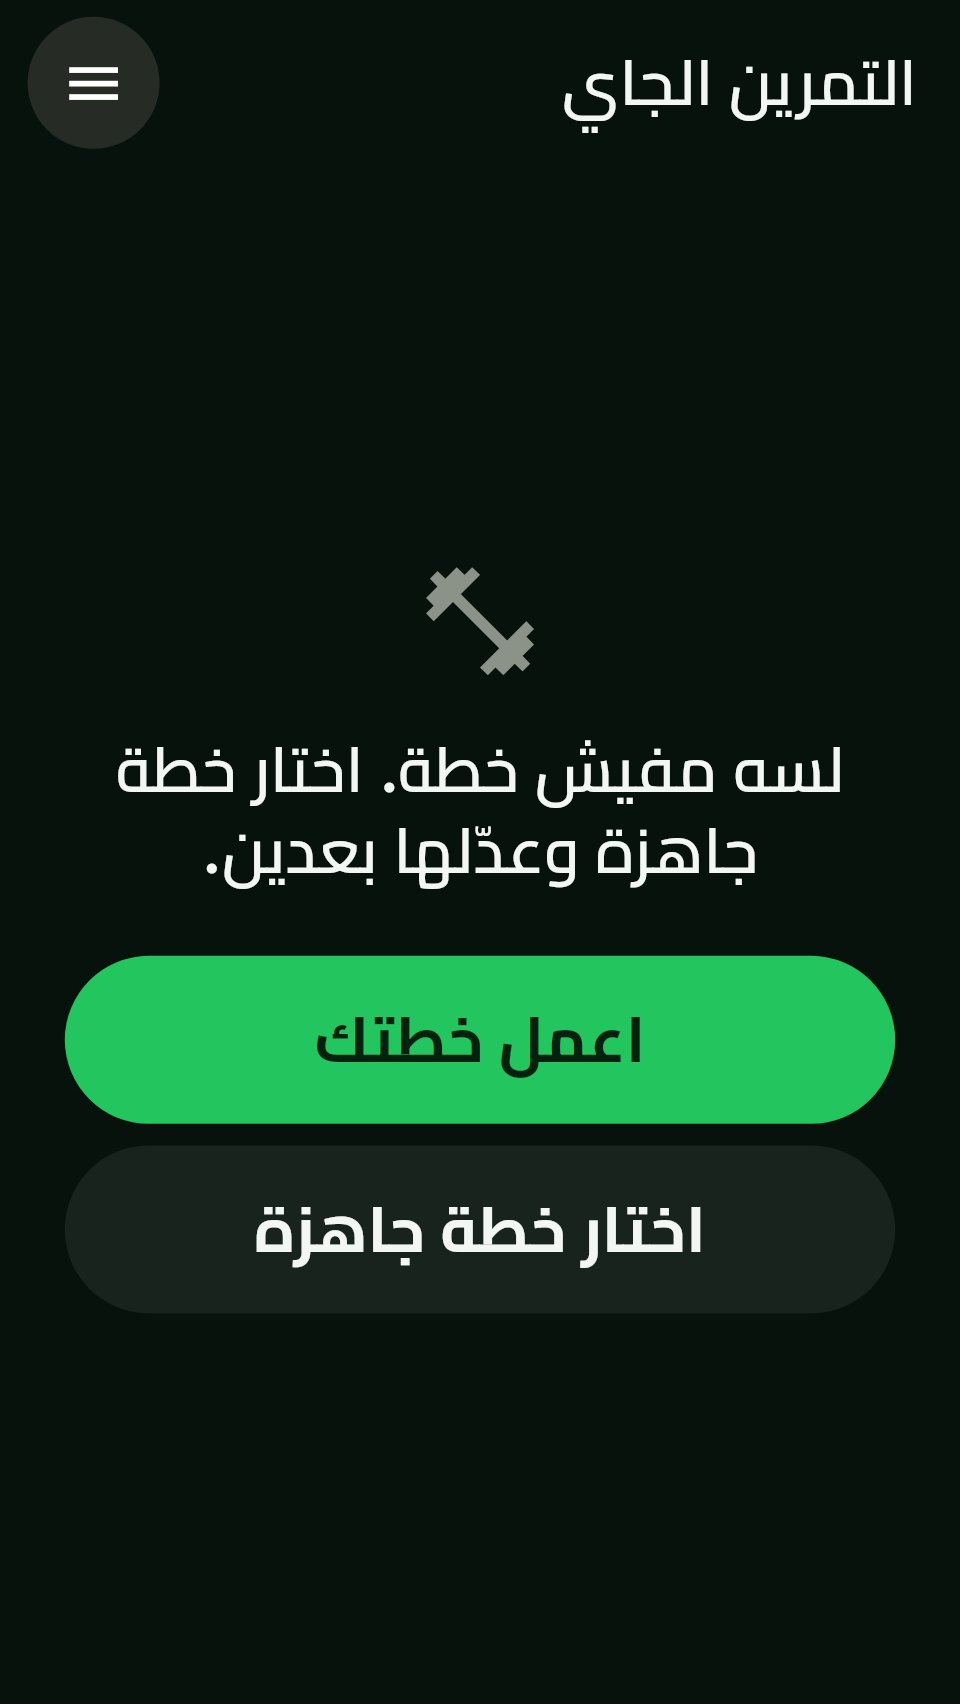 التمرين الجاي
لسه مفيش خطة. اختار خطة
جاهزة وعدّلها بعدين.
اعمل خطتك
اختار خطة جاهزة